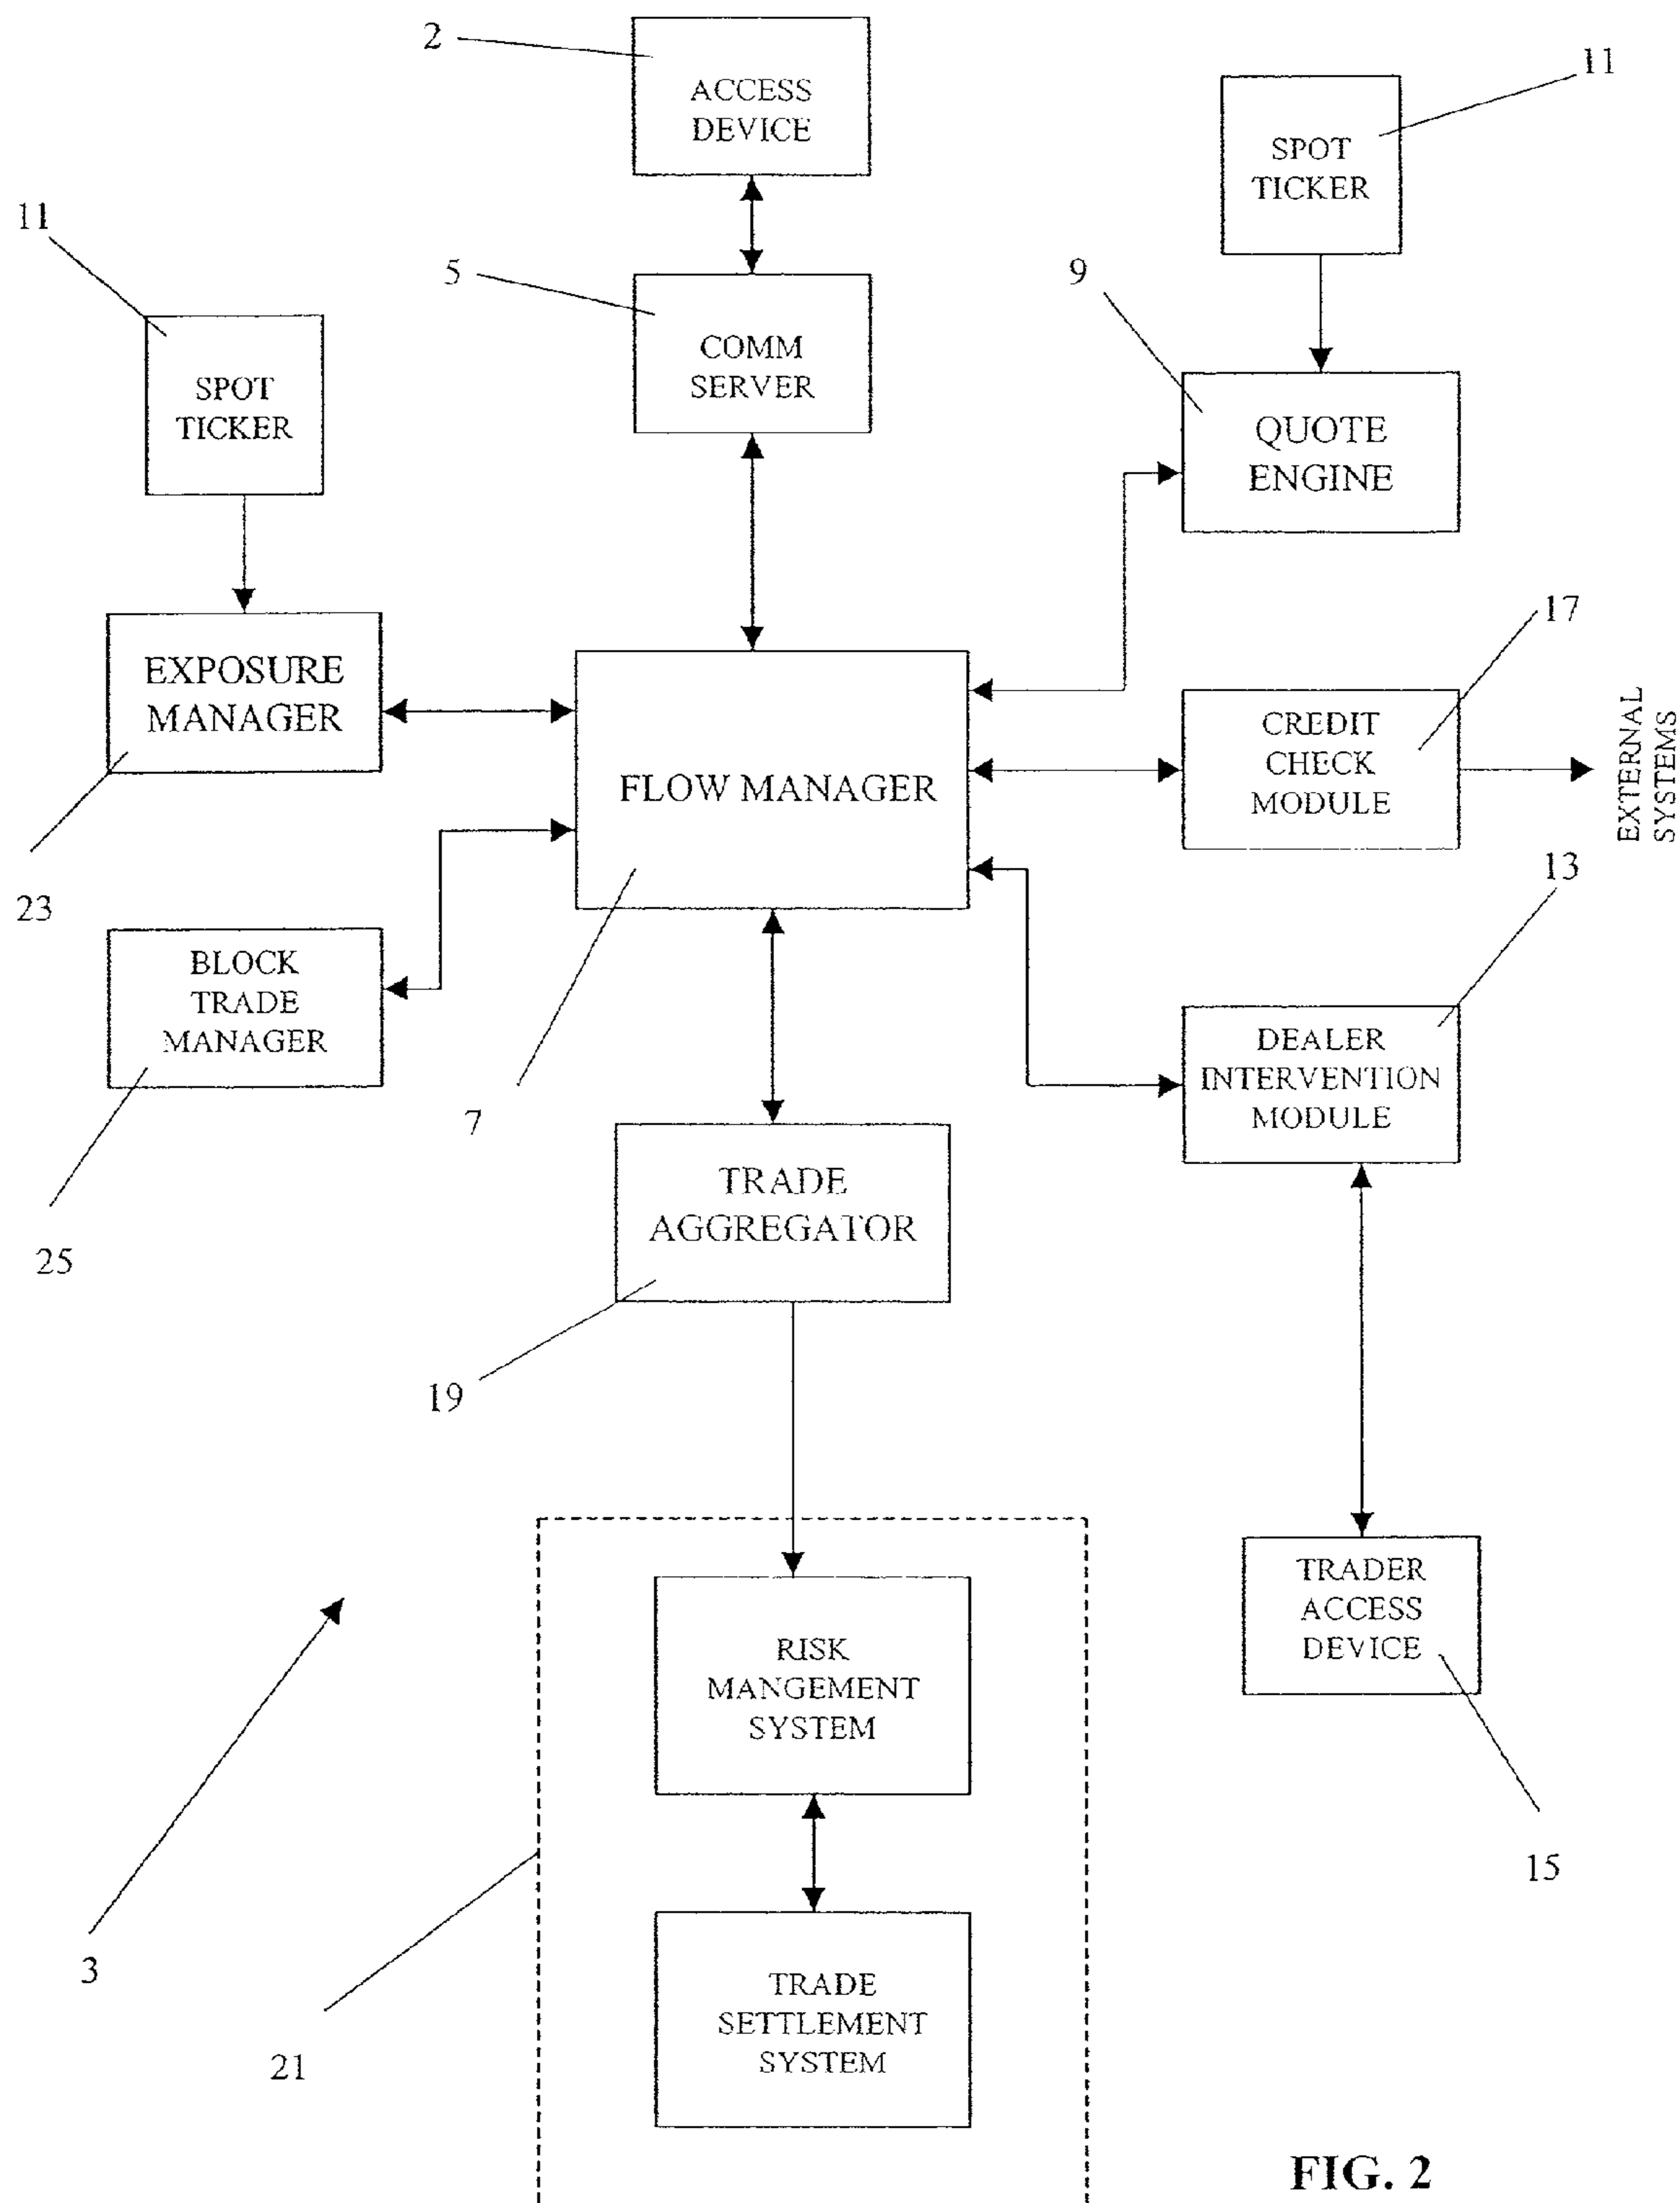 2
ACCESS
DEVICE
11
SPOT
TICKER
11
SPOT
TICKER
5
COMM
SERVER
9
QUOTE
ENGINE
EXPOSURE
MANAGER
23
FLOW MANAGER
7
17
CREDIT
CHECK
MODULE
EXTERNAL
SYSTEMS
13
DEALER
INTERVENTION
MODULE
BLOCK
TRADE
MANAGER
25
TRADE
AGGREGATOR
19
TRADER
ACCESS
DEVICE
15
RISK
MANGEMENT
SYSTEM
3
21
TRADE
SETTLEMENT
SYSTEM
FIG. 2